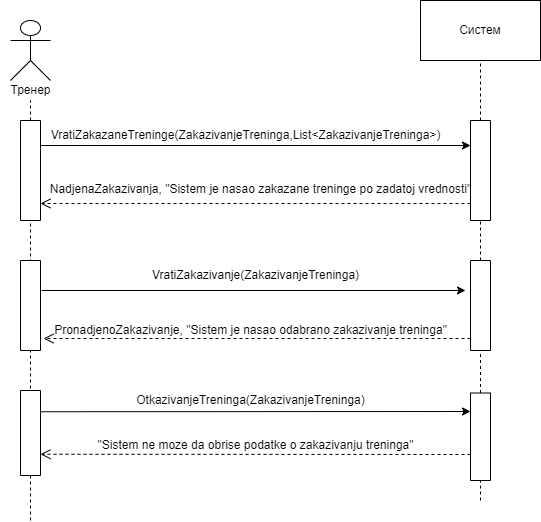 Систем
Тренер
VratiZakazaneTreninge(ZakazivanjeTreninga,List<ZakazivanjeTreninga>)
NadjenaZakazivanja, "Sistem je nasao zakazane treninge po zadatoj vrednosti"
VratiZakazivanje(ZakazivanjeTreninga)
PronadjenoZakazivanje, "Sistem je nasao odabrano zakazivanje treninga"
OtkazivanjeTreninga(ZakazivanjeTreninga)
"Sistem ne moze da obrise podatke o zakazivanju treninga"